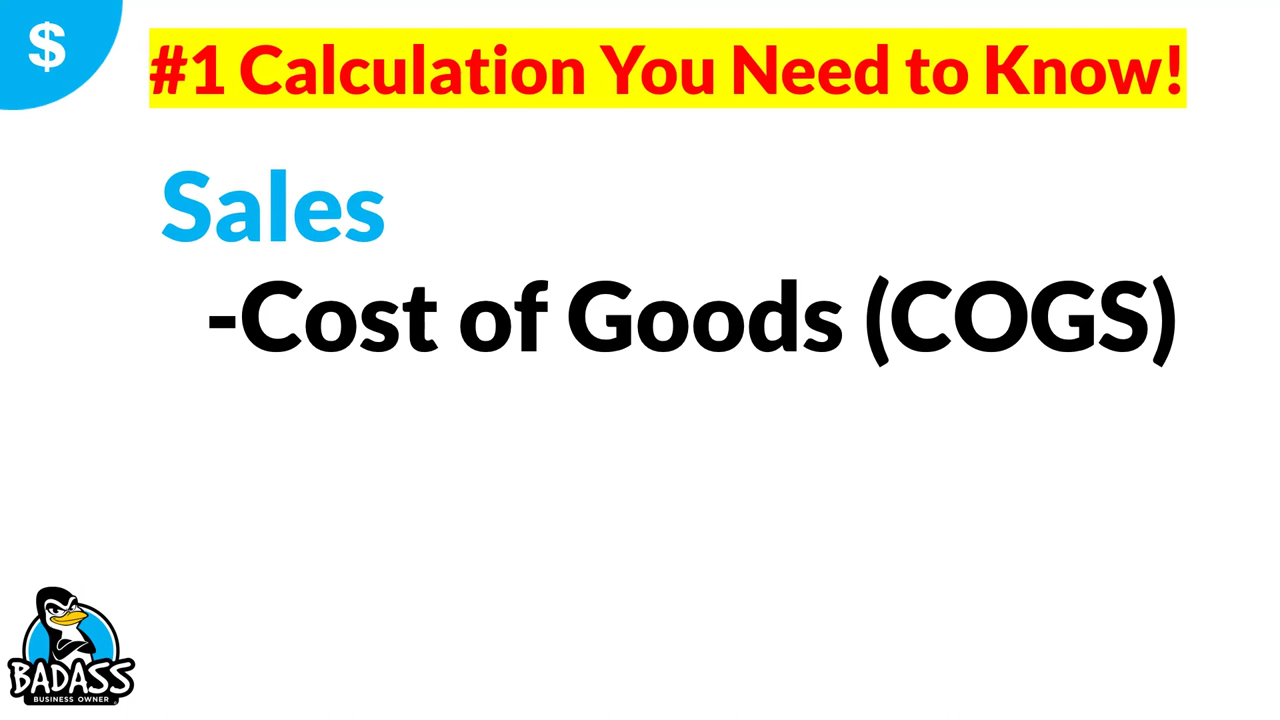 $
#1 Calculation You Need to Know!
Sales
-Cost of Goods (COGS)
BADASS
BUSINESS OWNER